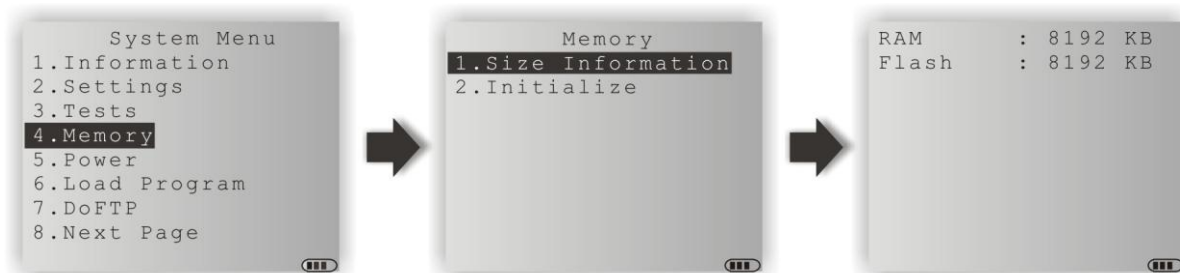 System Menu
1.Information
2.Settings
3.Tests
4.Memory
5.Power
6.Load Program
7.DoFTP
8.Next Page
Memory
1.Size Information
2.Initialize
RAM : 8192 KB
Flash : 8192 KB